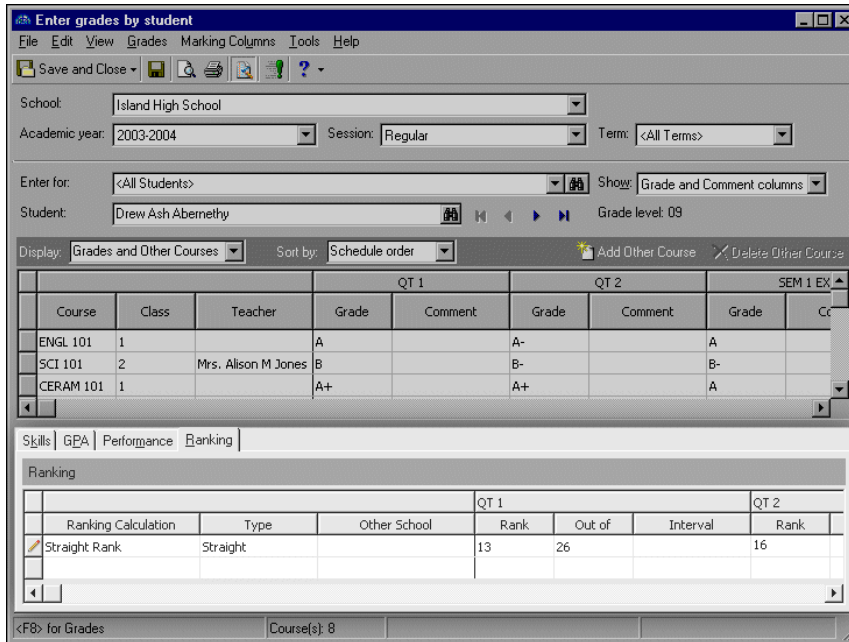 Enter grades by student
File Edit View Grades Marking Columns Tools Help
Save and Close ?
School: Island High School
Academic year: 2003-2004 Session: Regular Term: <All Terms>
Enter for: <All Students> Show: Grade and Comment columns
Student: Drew Ash Abernethy Grade level: 09
Display: Grades and Other Courses Sort by: Schedule order Add Other Course Delete Other Course
QT 1 QT 2 SEM 1 EX
Course Class Teacher Grade Comment Grade Comment Grade Co
ENGL 101 1 A A- A
SCI 101 2 Mrs. Alison M Jones B B- B-
CERAM 101 1 A+ A+ A
Skills GPA Performance Ranking
Ranking
QT 1 QT 2
Ranking Calculation Type Other School Rank Out of Interval Rank
Straight Rank Straight 13 26 16
<F8> for Grades Course(s): 8